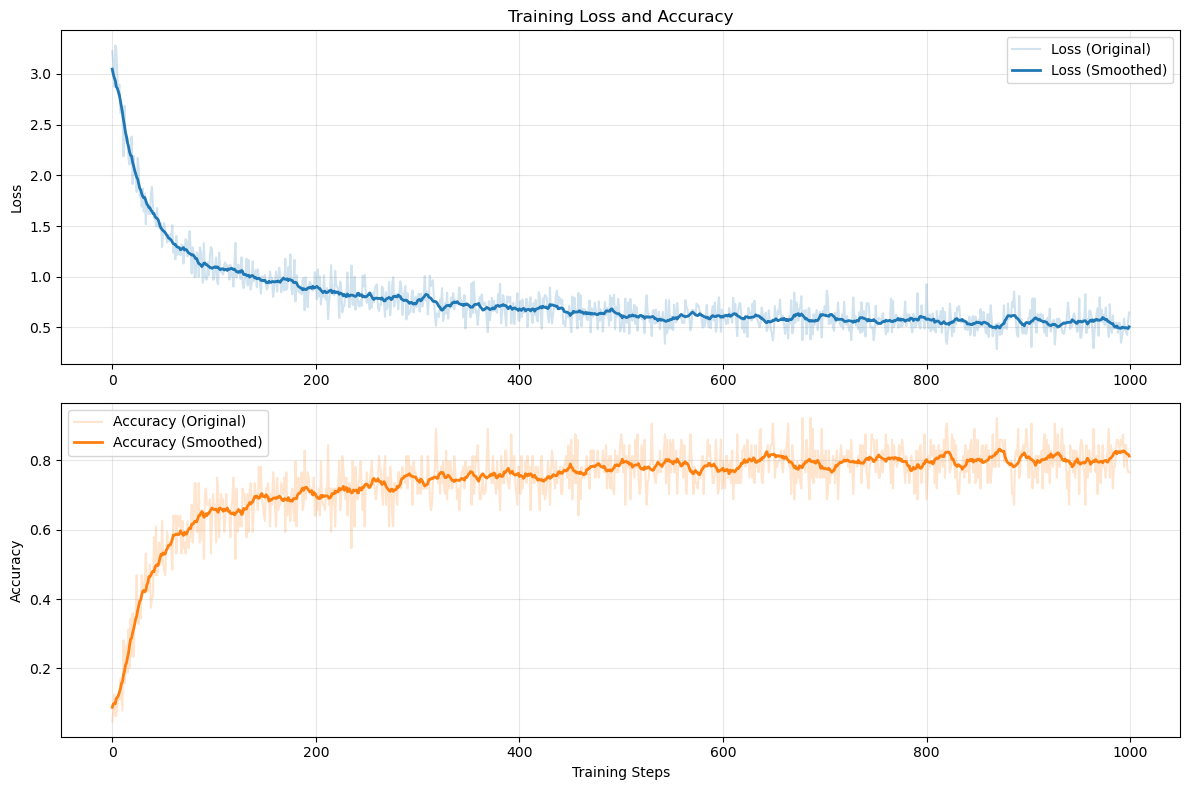 Training Loss and Accuracy
Loss (Original)
Loss (Smoothed)
Loss
3.0
2.5
2.0
1.5
1.0
0.5
0 200 400 600 800 1000
Accuracy (Original)
Accuracy (Smoothed)
Accuracy
0.8
0.6
0.4
0.2
0 200 400 600 800 1000
Training Steps